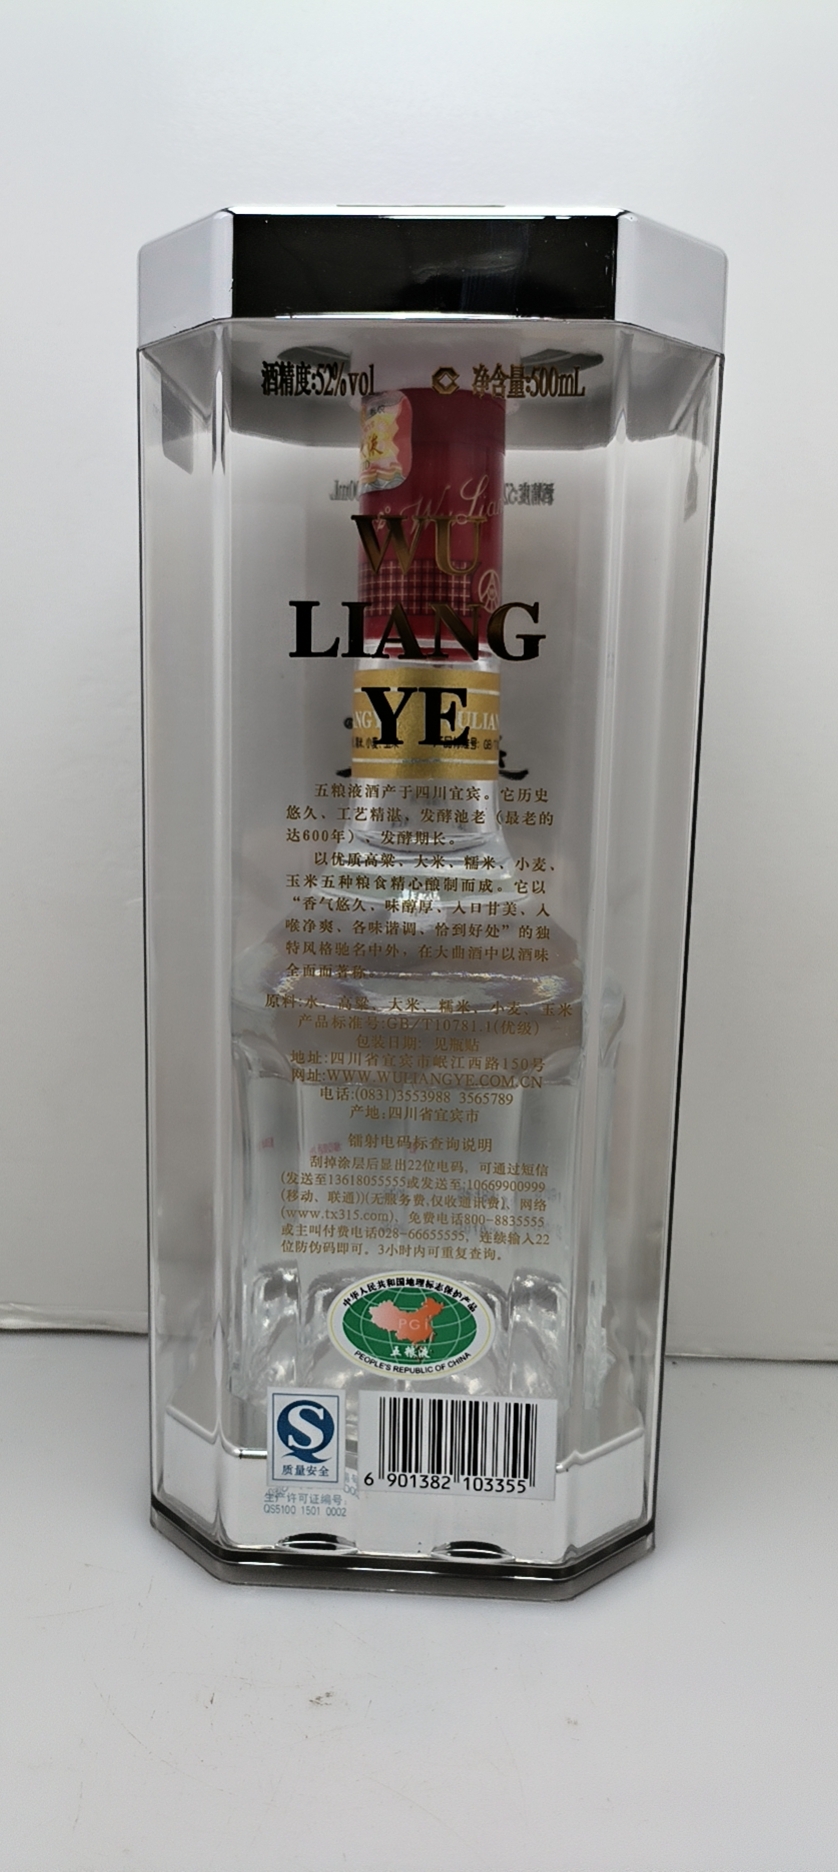 酒精度:52%vol 净含量:500mL
WU
LIANG
YE
五粮液酒产于四川宜宾。它历史
悠久、工艺精湛，发酵池老（最老的
达600年）、发酵期长。
以优质高粱、大米、糯米、小麦、
玉米五种粮食精心酿制而成。它以
“香气悠久、味醇厚、入口甘美、入
喉净爽、各味谐调、恰到好处”的独
特风格驰名中外，在大曲酒中以酒味
全面而著称。
原料:水、高粱、大米、糯米、小麦、玉米
产品标准号:GB/T10781.1(优级)
包装日期: 见瓶贴
地址:四川省宜宾市岷江西路150号
网址:WWW.WULIANGYE.COM.CN
电话:(0831)3553988 3565789
产地:四川省宜宾市
镭射电码标查询说明
刮掉涂层后显出22位电码，可通过短信
(发送至13618055555或发送至:10669900999
(移动、联通))(无服务费,仅收通讯费)、网络
(www.tx315.com)、免费电话800-8835555
或主叫付费电话028-66655555，连续输入22
位防伪码即可。3小时内可重复查询。
中华人民共和国地理标志保护产品
PGI
五粮液
PEOPLE'S REPUBLIC OF CHINA
质量安全
生产许可证编号:
QS5100 1501 0002
6 901382 103355